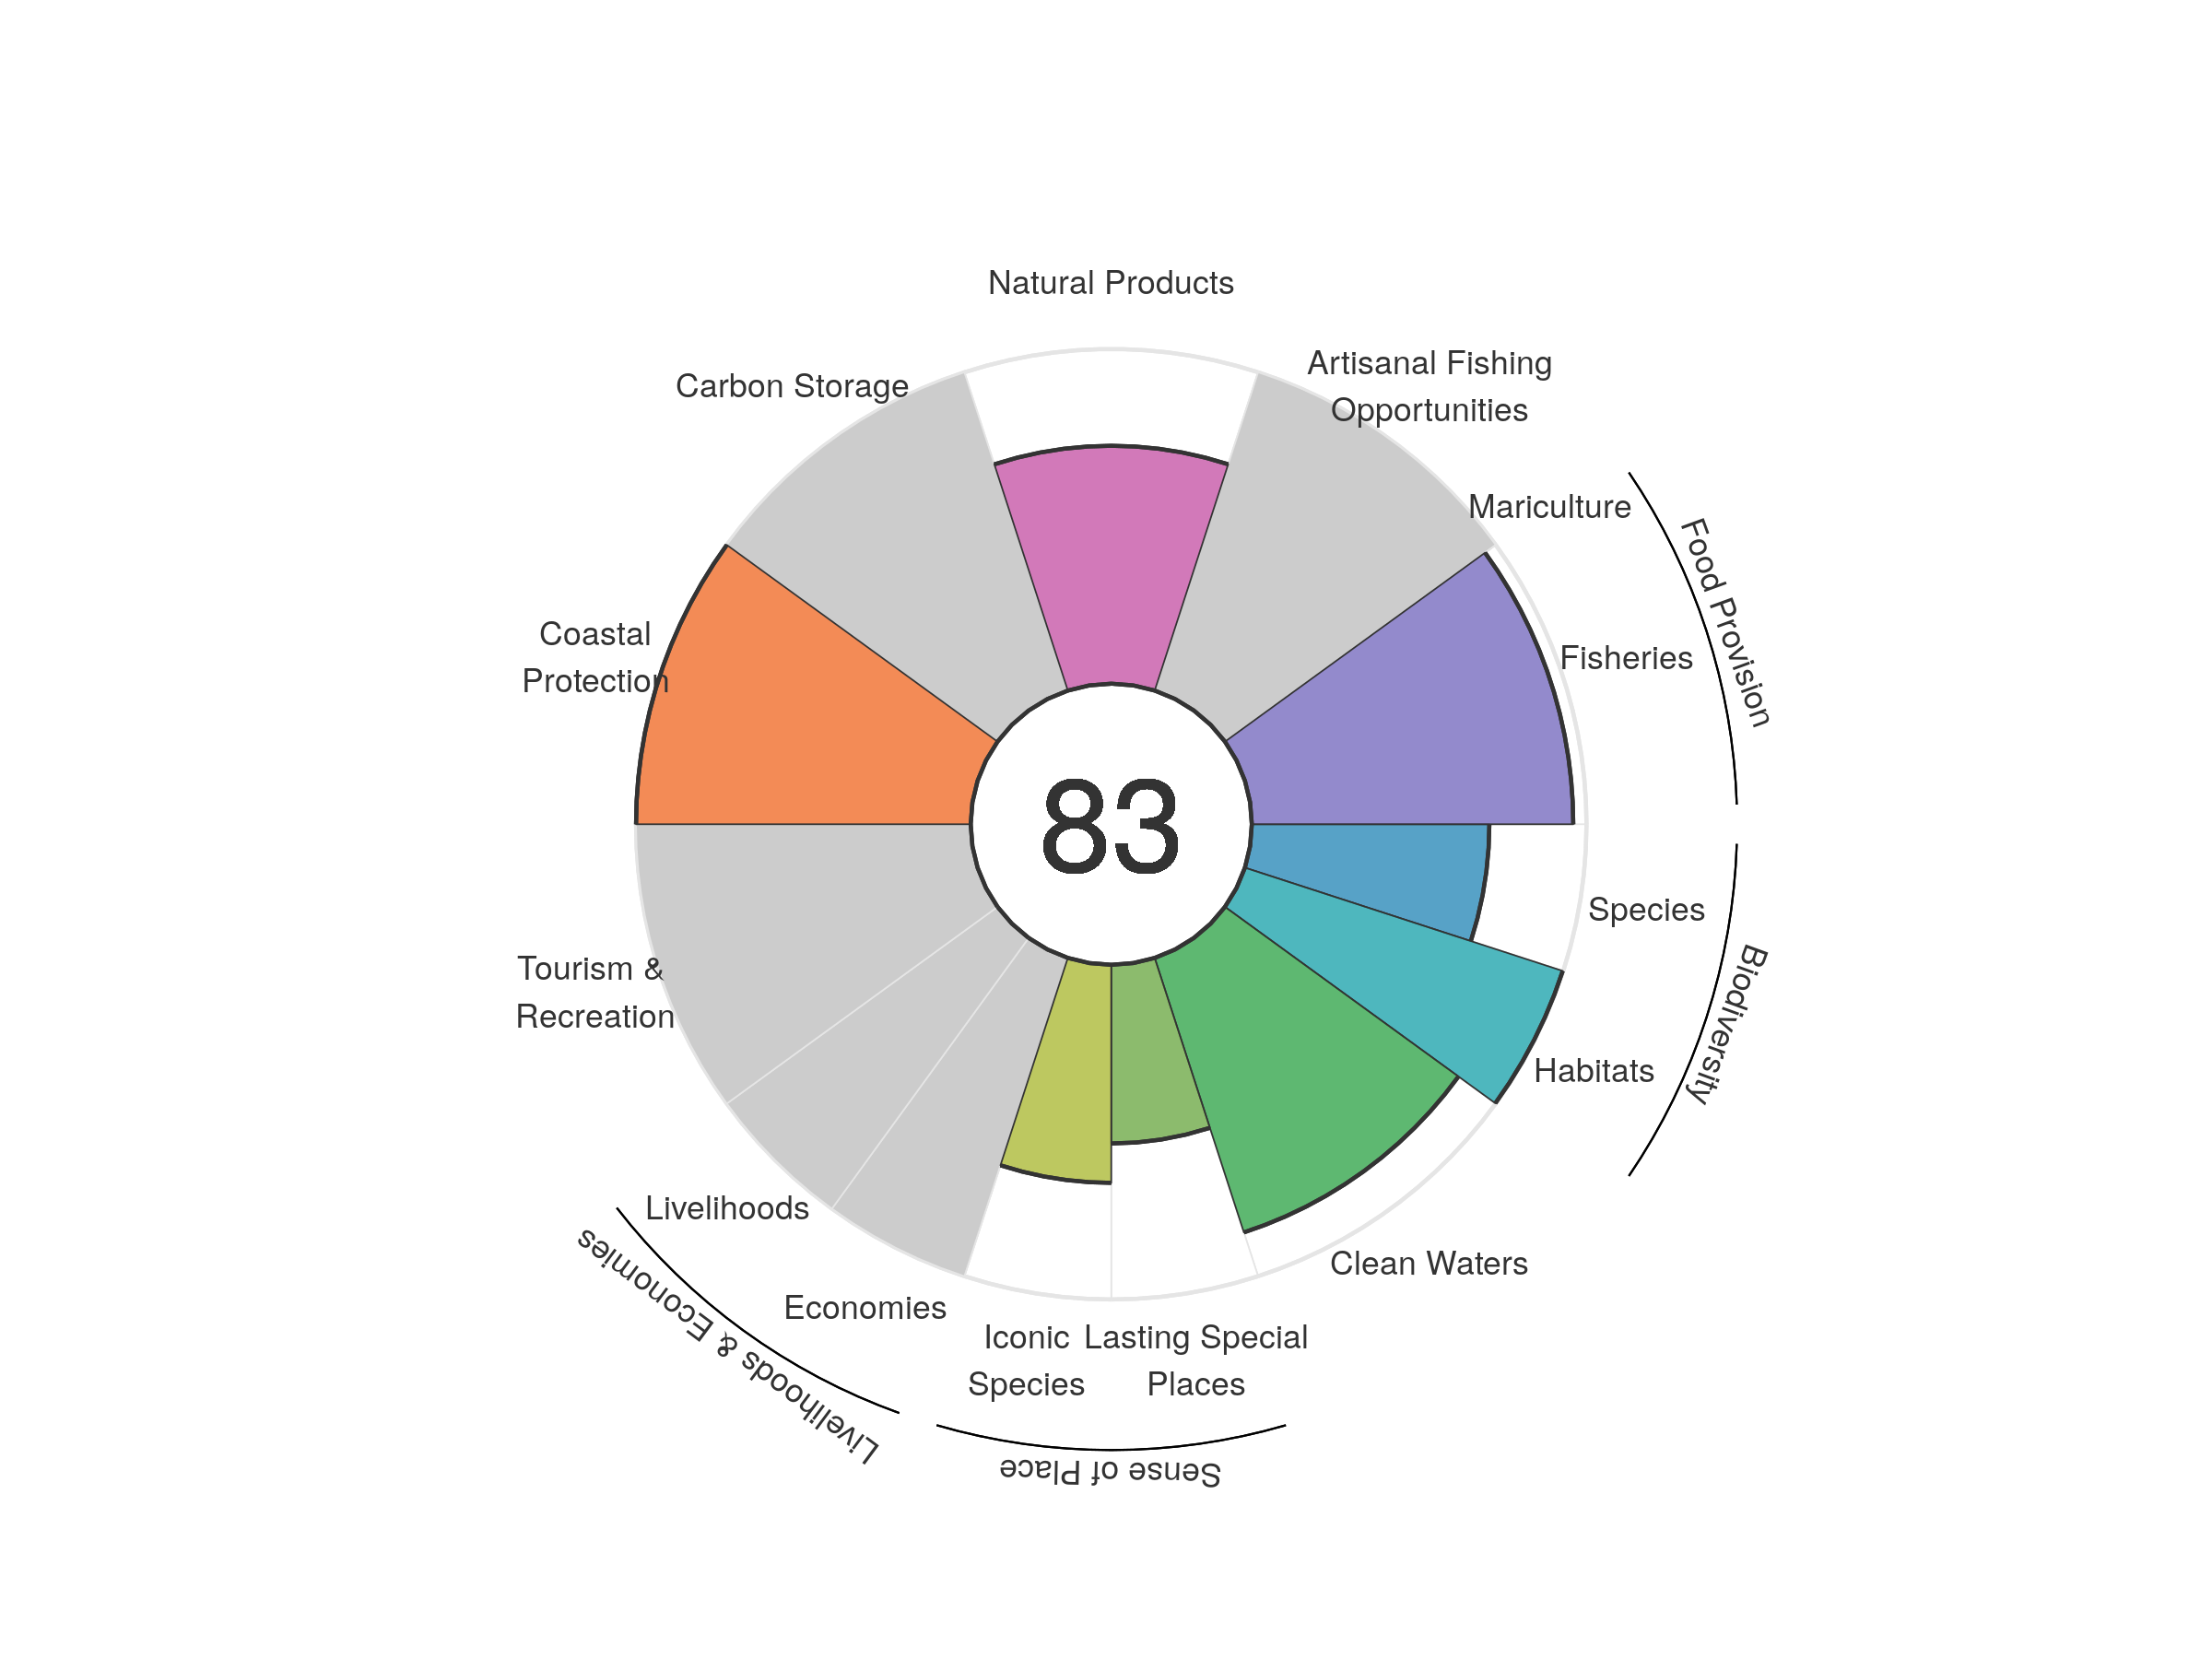 Natural Products
Artisanal Fishing
Opportunities
Carbon Storage
Mariculture
Food Provision
Coastal
Protection
Fisheries
83
Species
Biodiversity
Tourism &
Recreation
Habitats
Livelihoods
Livelihoods & Economies
Clean Waters
Economies
Iconic
Species
Lasting Special
Places
Sense of Place